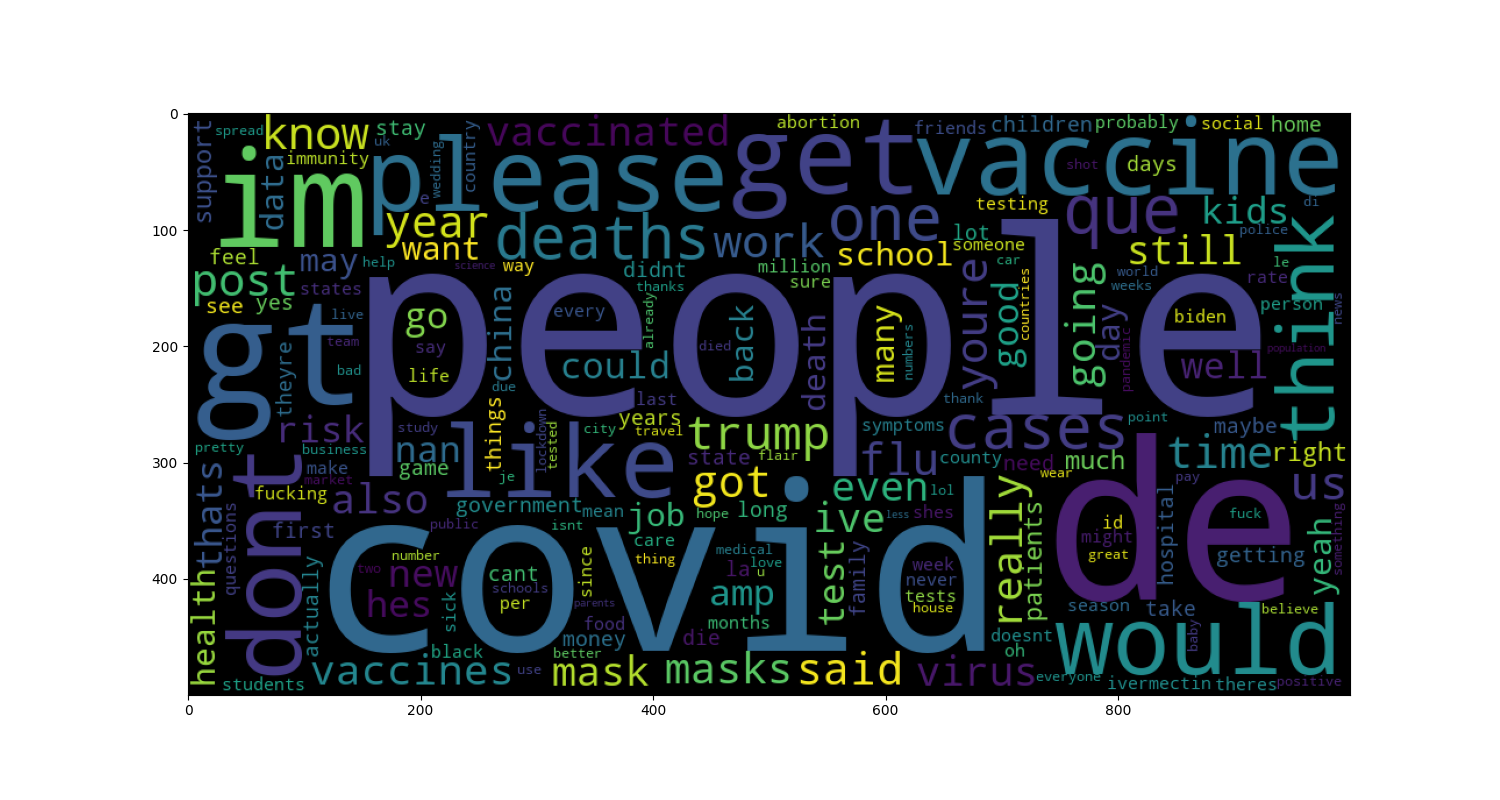 0
100
200
300
400
0
200
400
600
800
support
spread
know
stay
uk
country
vaccinated
abortion
friends
children
probably
social
home
im
immunity
data
please
wedding
e
get
vaccine
shot
days
di
year
want
deaths
work
one
testing
que
kids
police
lot
someone
still
school
think
feel
may
help
science
way
didnt
million
car
le
post
states
thanks
sure
world
weeks
rate
see
yes
live
go
china
every
already
back
many
numbers
youre
good
countries
going
day
pandemic
biden
person
news
gt
team
say
people
died
death
well
population
theyre
bad
life
due
could
last
thank
risk
study
things
lockdown
tested
city
years
travel
trump
symptoms
cases
point
maybe
pretty
business
nan
like
state
flair
flu
county
need
much
time
right
make
game
je
market
got
even
lol
wear
pay
us
thats
dont
fucking
also
government
mean
job
hope
long
ive
less
shes
really
patients
de
id
might
great
hospital
fuck
something
questions
first
public
isnt
care
covid
number
thing
medical
love
u
test
family
week
never
tests
house
getting
yeah
health
actually
two
new
cant
schools
per
since
parents
la
amp
hes
sick
food
money
months
die
season
take
believe
doesnt
oh
would
baby
black
better
students
vaccines
use
mask
masks
said
virus
everyone
ivermectin
theres
positive